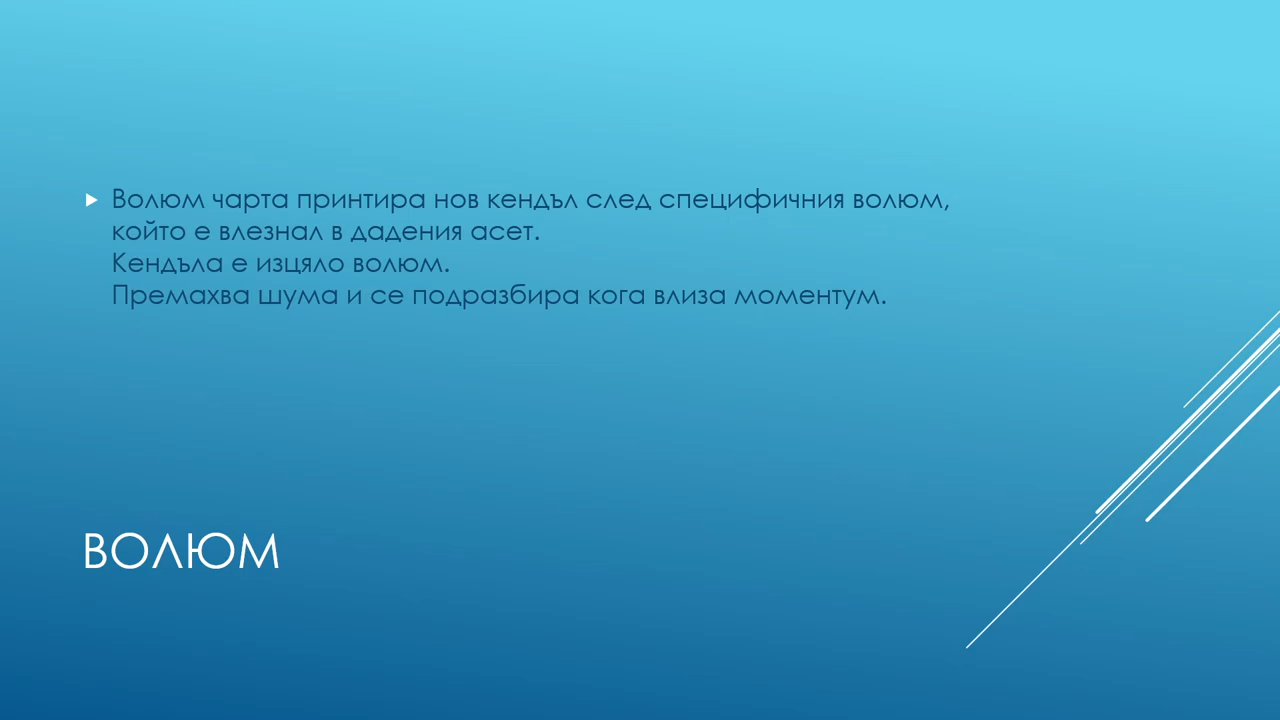 Волюм чарта принтира нов кендъл след специфичния волюм,
който е влезнал в дадения асет.
Кендъла е изцяло волюм.
Премахва шума и се подразбира кога влиза моментум.
ВОЛЮМ